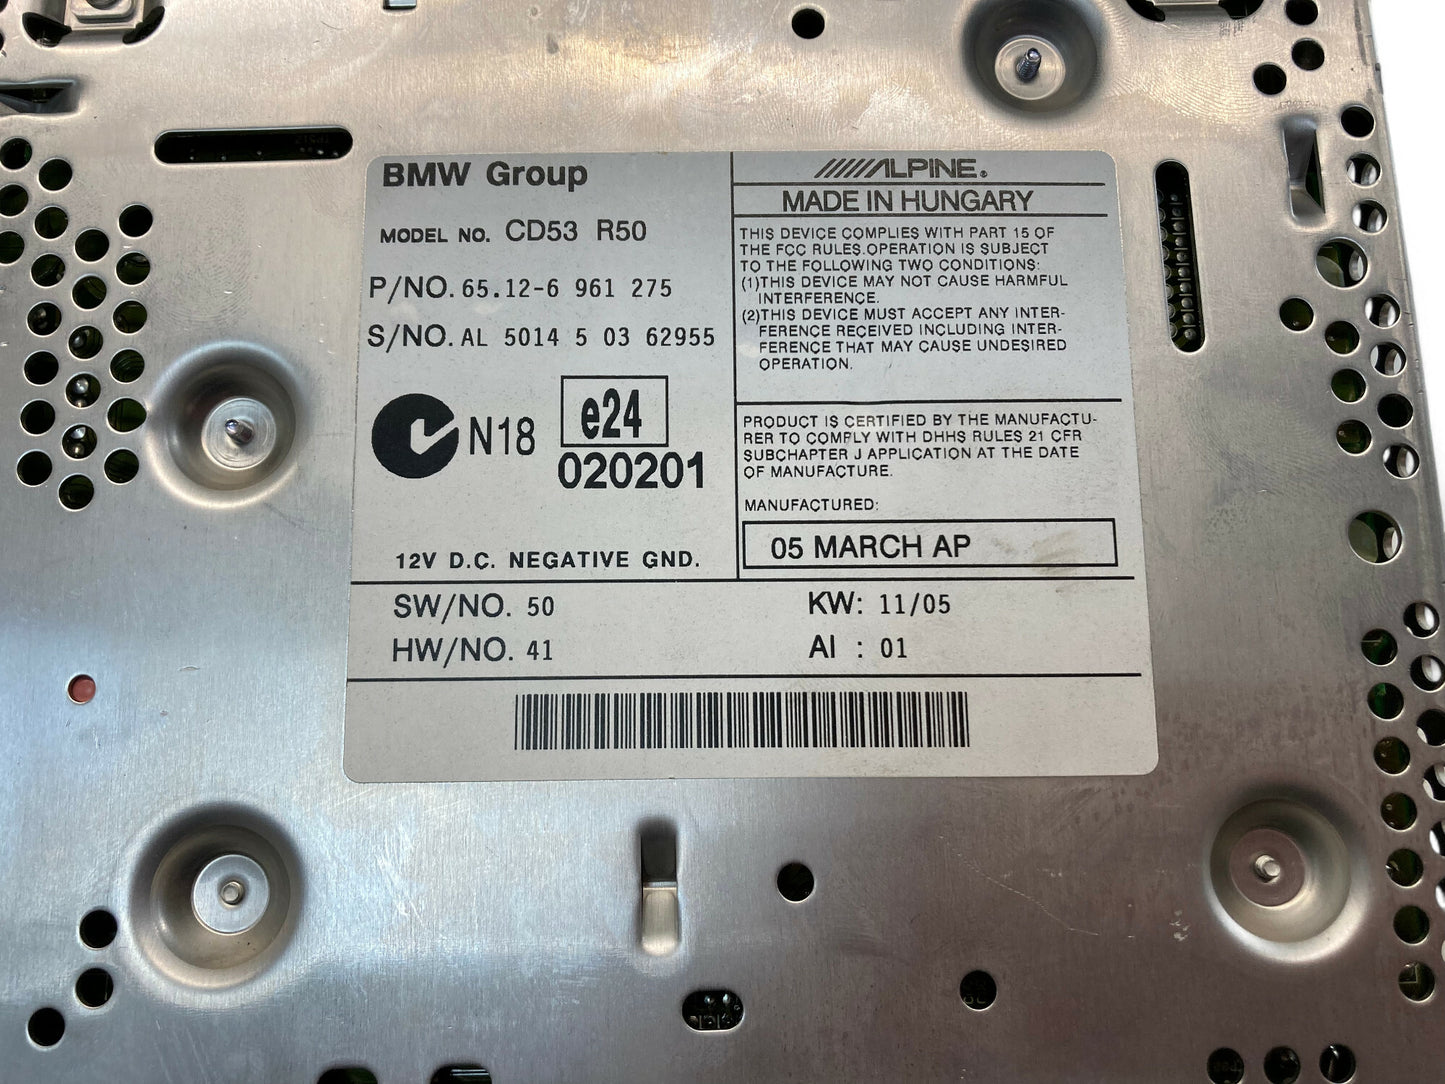 BMW Group
MODEL NO. CD53 R50
P/NO. 65.12-6 961 275
S/NO. AL 5014 5 03 62955
N18
e24
020201
12V D.C. NEGATIVE GND.
ALPINE®
MADE IN HUNGARY
THIS DEVICE COMPLIES WITH PART 15 OF
THE FCC RULES.OPERATION IS SUBJECT
TO THE FOLLOWING TWO CONDITIONS:
(1)THIS DEVICE MAY NOT CAUSE HARMFUL
INTERFERENCE.
(2)THIS DEVICE MUST ACCEPT ANY INTER-
FERENCE RECEIVED INCLUDING INTER-
FERENCE THAT MAY CAUSE UNDESIRED
OPERATION.
PRODUCT IS CERTIFIED BY THE MANUFACTU-
RER TO COMPLY WITH DHHS RULES 21 CFR
SUBCHAPTER J APPLICATION AT THE DATE
OF MANUFACTURE.
MANUFACTURED:
05 MARCH AP
SW/NO. 50
KW: 11/05
HW/NO. 41
AI : 01